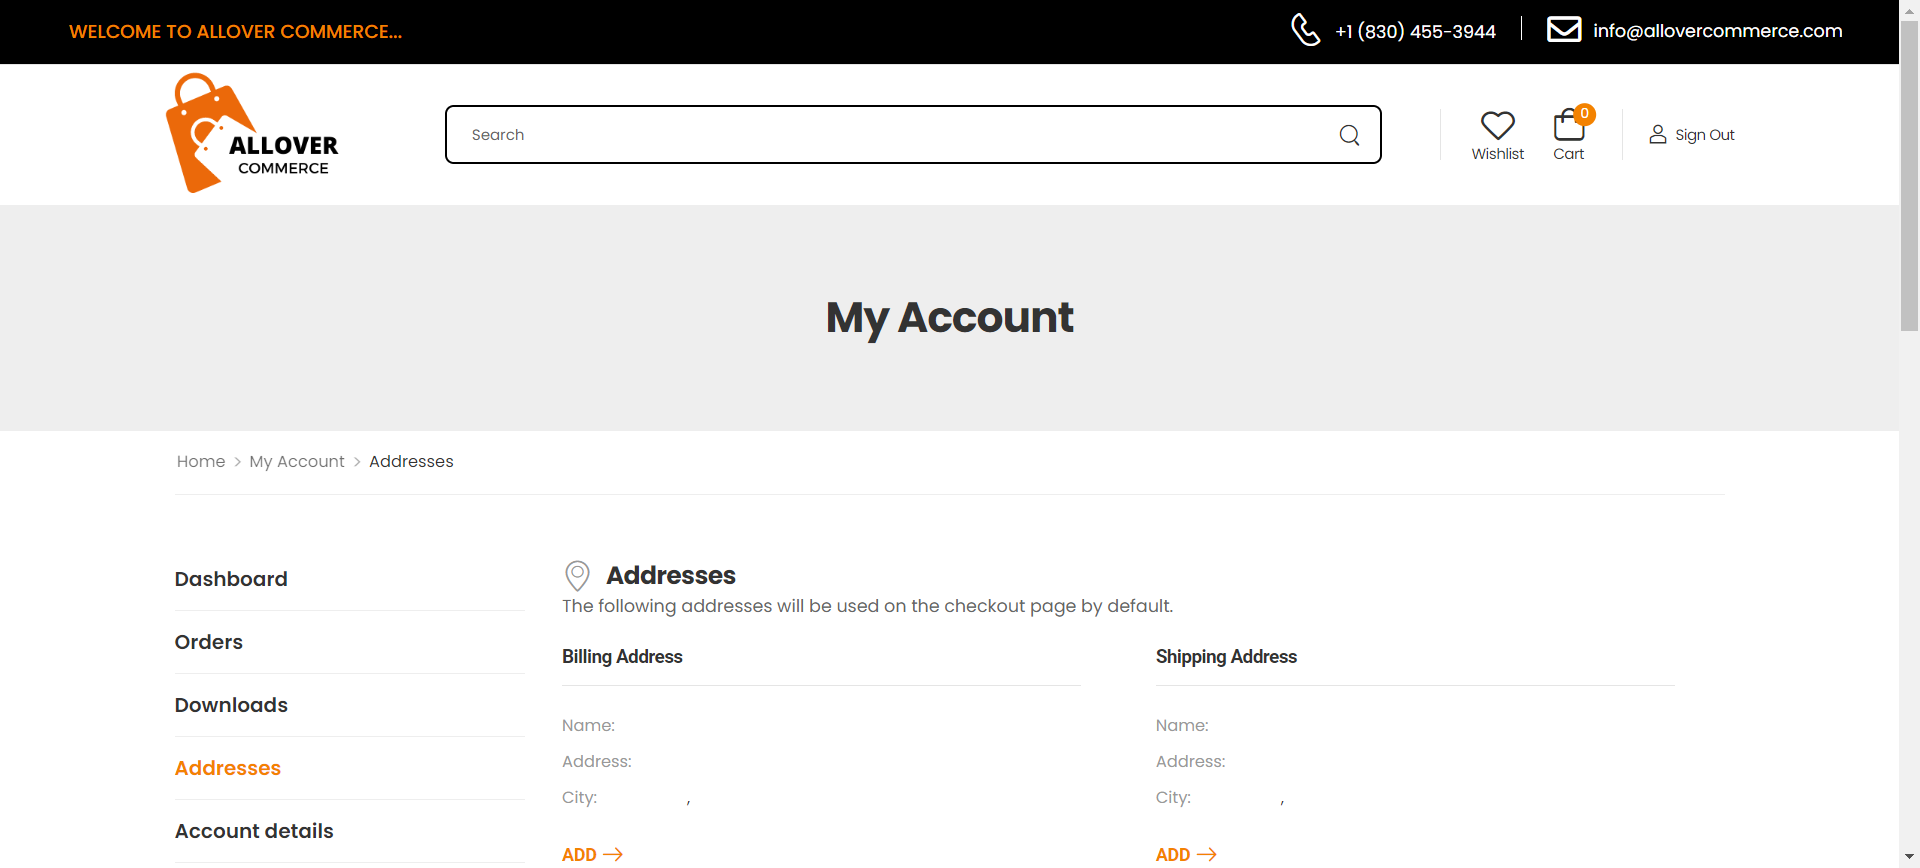 WELCOME TO ALLOVER COMMERCE...
+1 (830) 455-3944
info@allovercommerce.com
ALLOVER
COMMERCE
Search
Wishlist
0
Cart
Sign Out
My Account
Home > My Account > Addresses
Dashboard
Orders
Downloads
Addresses
Account details
Addresses
The following addresses will be used on the checkout page by default.
Billing Address
Name:
Address:
City: ,
ADD →
Shipping Address
Name:
Address:
City: ,
ADD →